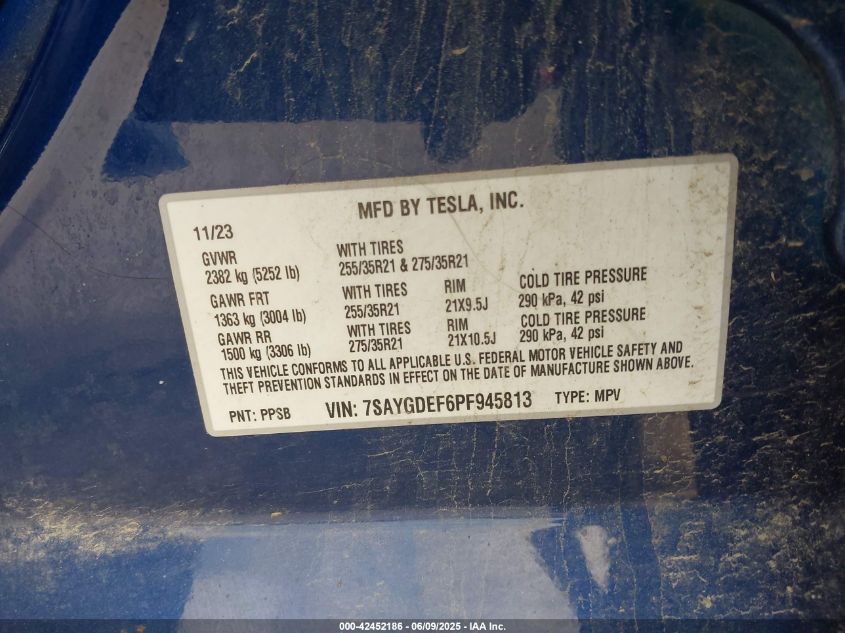 MFD BY TESLA, INC.
11/23
GVWR WITH TIRES
2382 kg (5252 lb) 255/35R21 & 275/35R21
GAWR FRT WITH TIRES RIM COLD TIRE PRESSURE
1363 kg (3004 lb) 255/35R21 21X9.5J 290 kPa, 42 psi
GAWR RR WITH TIRES RIM COLD TIRE PRESSURE
1500 kg (3306 lb) 275/35R21 21X10.5J 290 kPa, 42 psi
THIS VEHICLE CONFORMS TO ALL APPLICABLE U.S. FEDERAL MOTOR VEHICLE SAFETY AND
THEFT PREVENTION STANDARDS IN EFFECT ON THE DATE OF MANUFACTURE SHOWN ABOVE.
PNT: PPSB VIN: 7SAYGDEF6PF945813 TYPE: MPV
000-42452186 - 06/09/2025 - IAA Inc.